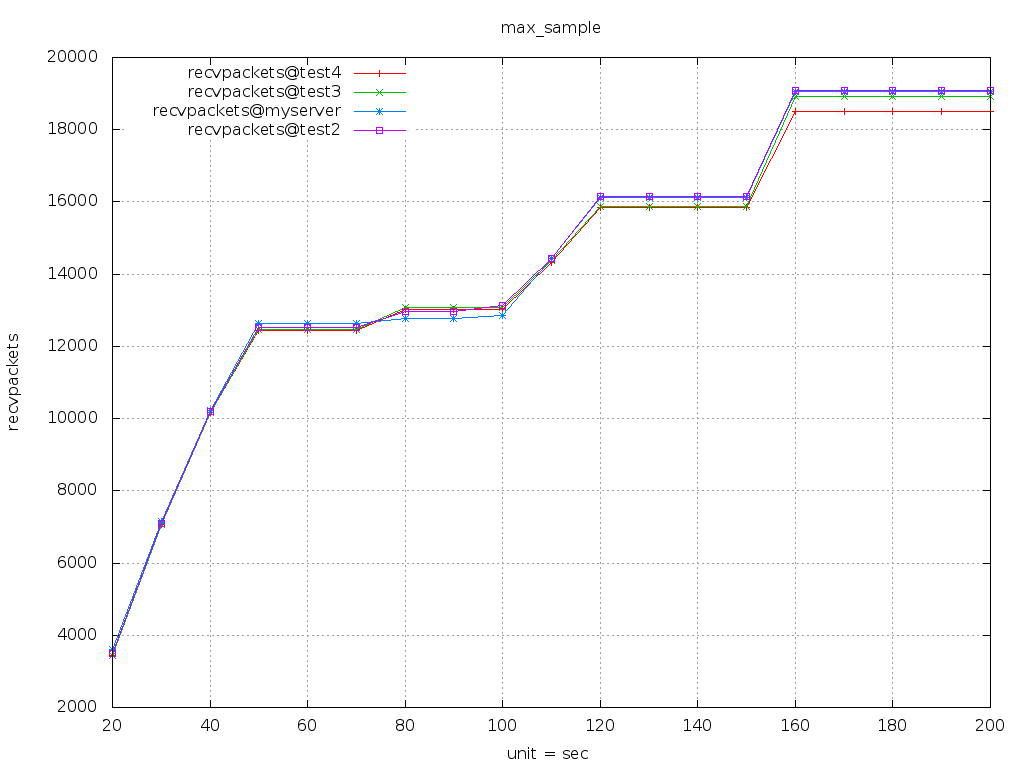 max_sample
20000
18000
16000
14000
12000
10000
8000
6000
4000
2000
recvpackets
recvpackets@test4
recvpackets@test3
recvpackets@myserver
recvpackets@test2
20 40 60 80 100 120 140 160 180 200
unit = sec